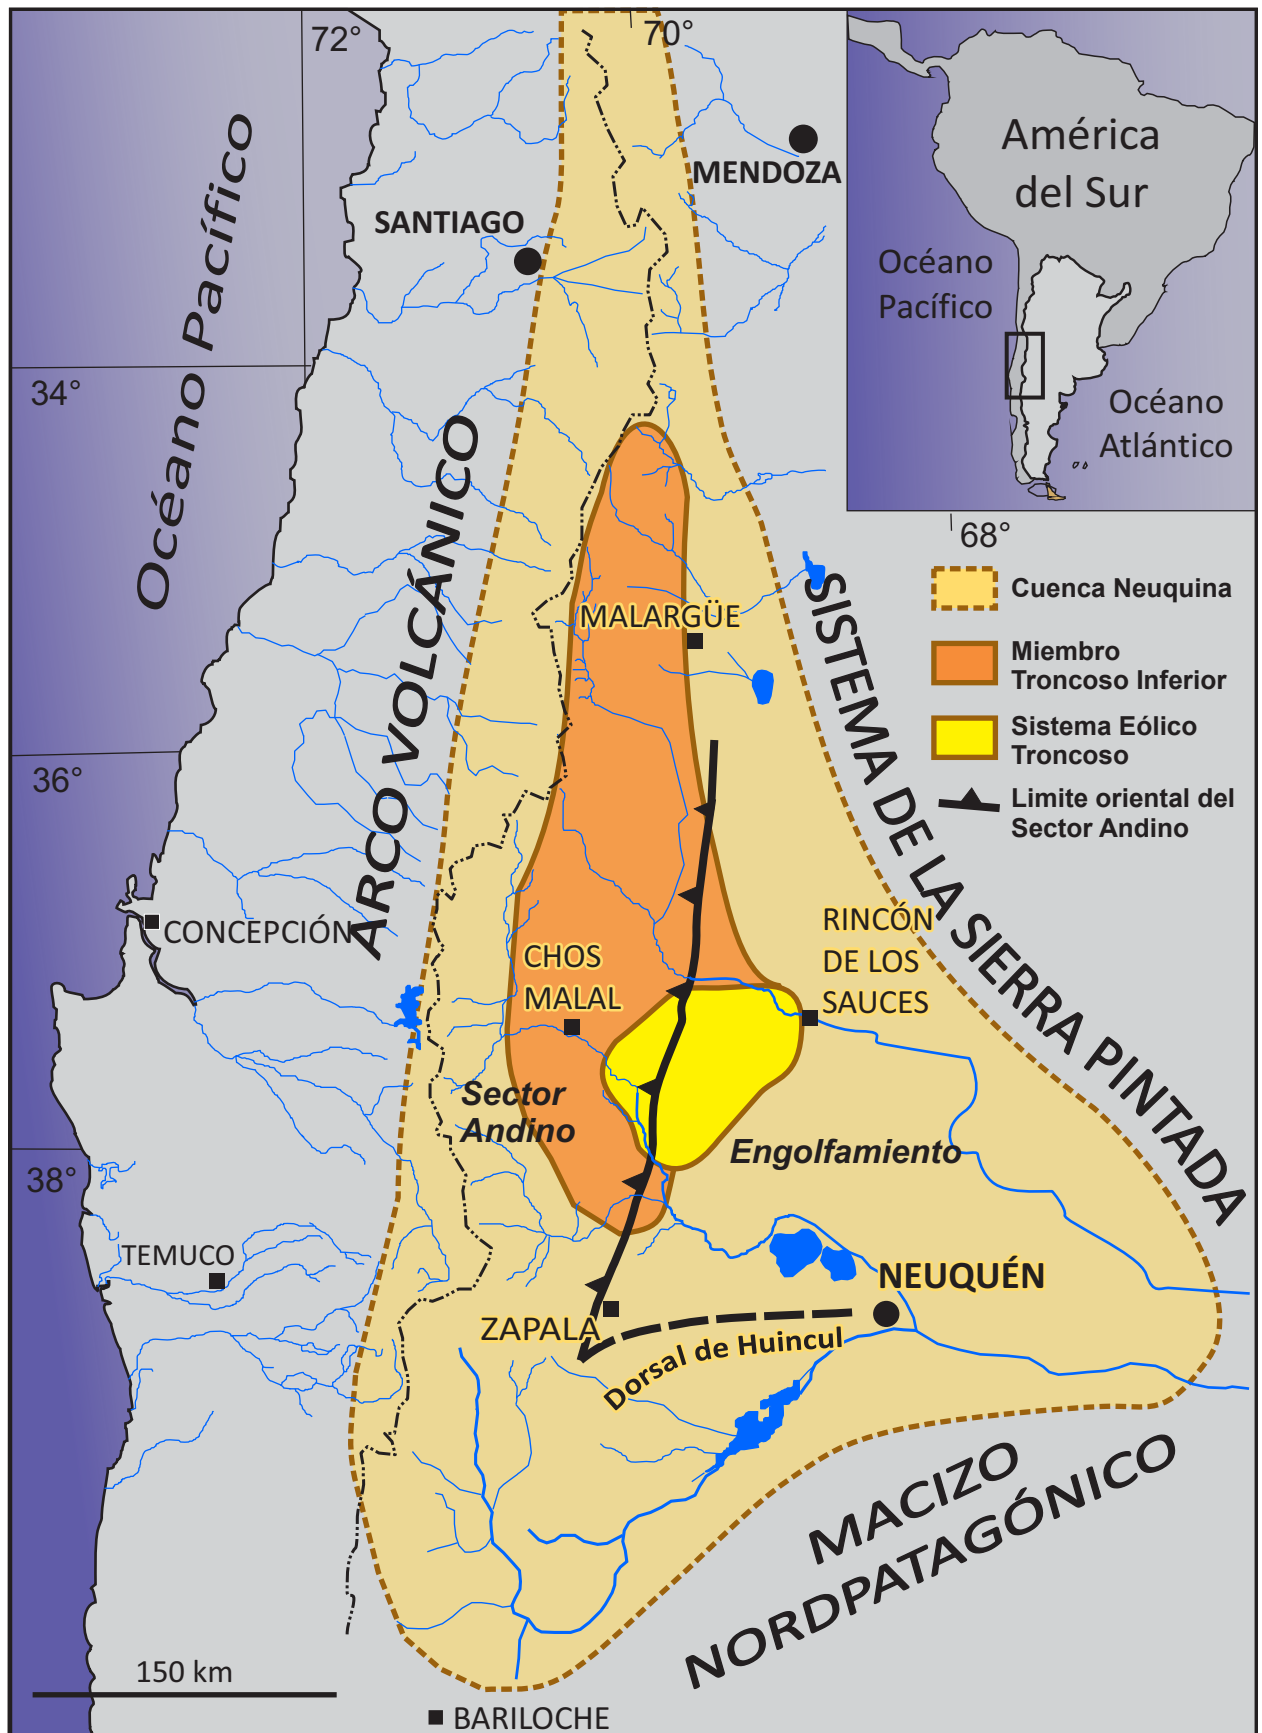 72°
70°
Océano Pacífico
MENDOZA
SANTIAGO
América
del Sur
Océano
Pacífico
Océano
Atlántico
34°
68°
ARCO VOLCÁNICO
SISTEMA DE LA SIERRA PINTADA
Cuenca Neuquina
Miembro
Troncoso Inferior
Sistema Eólico
Troncoso
Limite oriental del
Sector Andino
MALARGÜE
36°
CONCEPCIÓN
CHOS
MALAL
RINCÓN
DE LOS
SAUCES
Sector
Andino
Engolfamiento
38°
TEMUCO
NEUQUÉN
ZAPALA
Dorsal de Huincul
MACIZO
NORDPATAGÓNICO
150 km
BARILOCHE